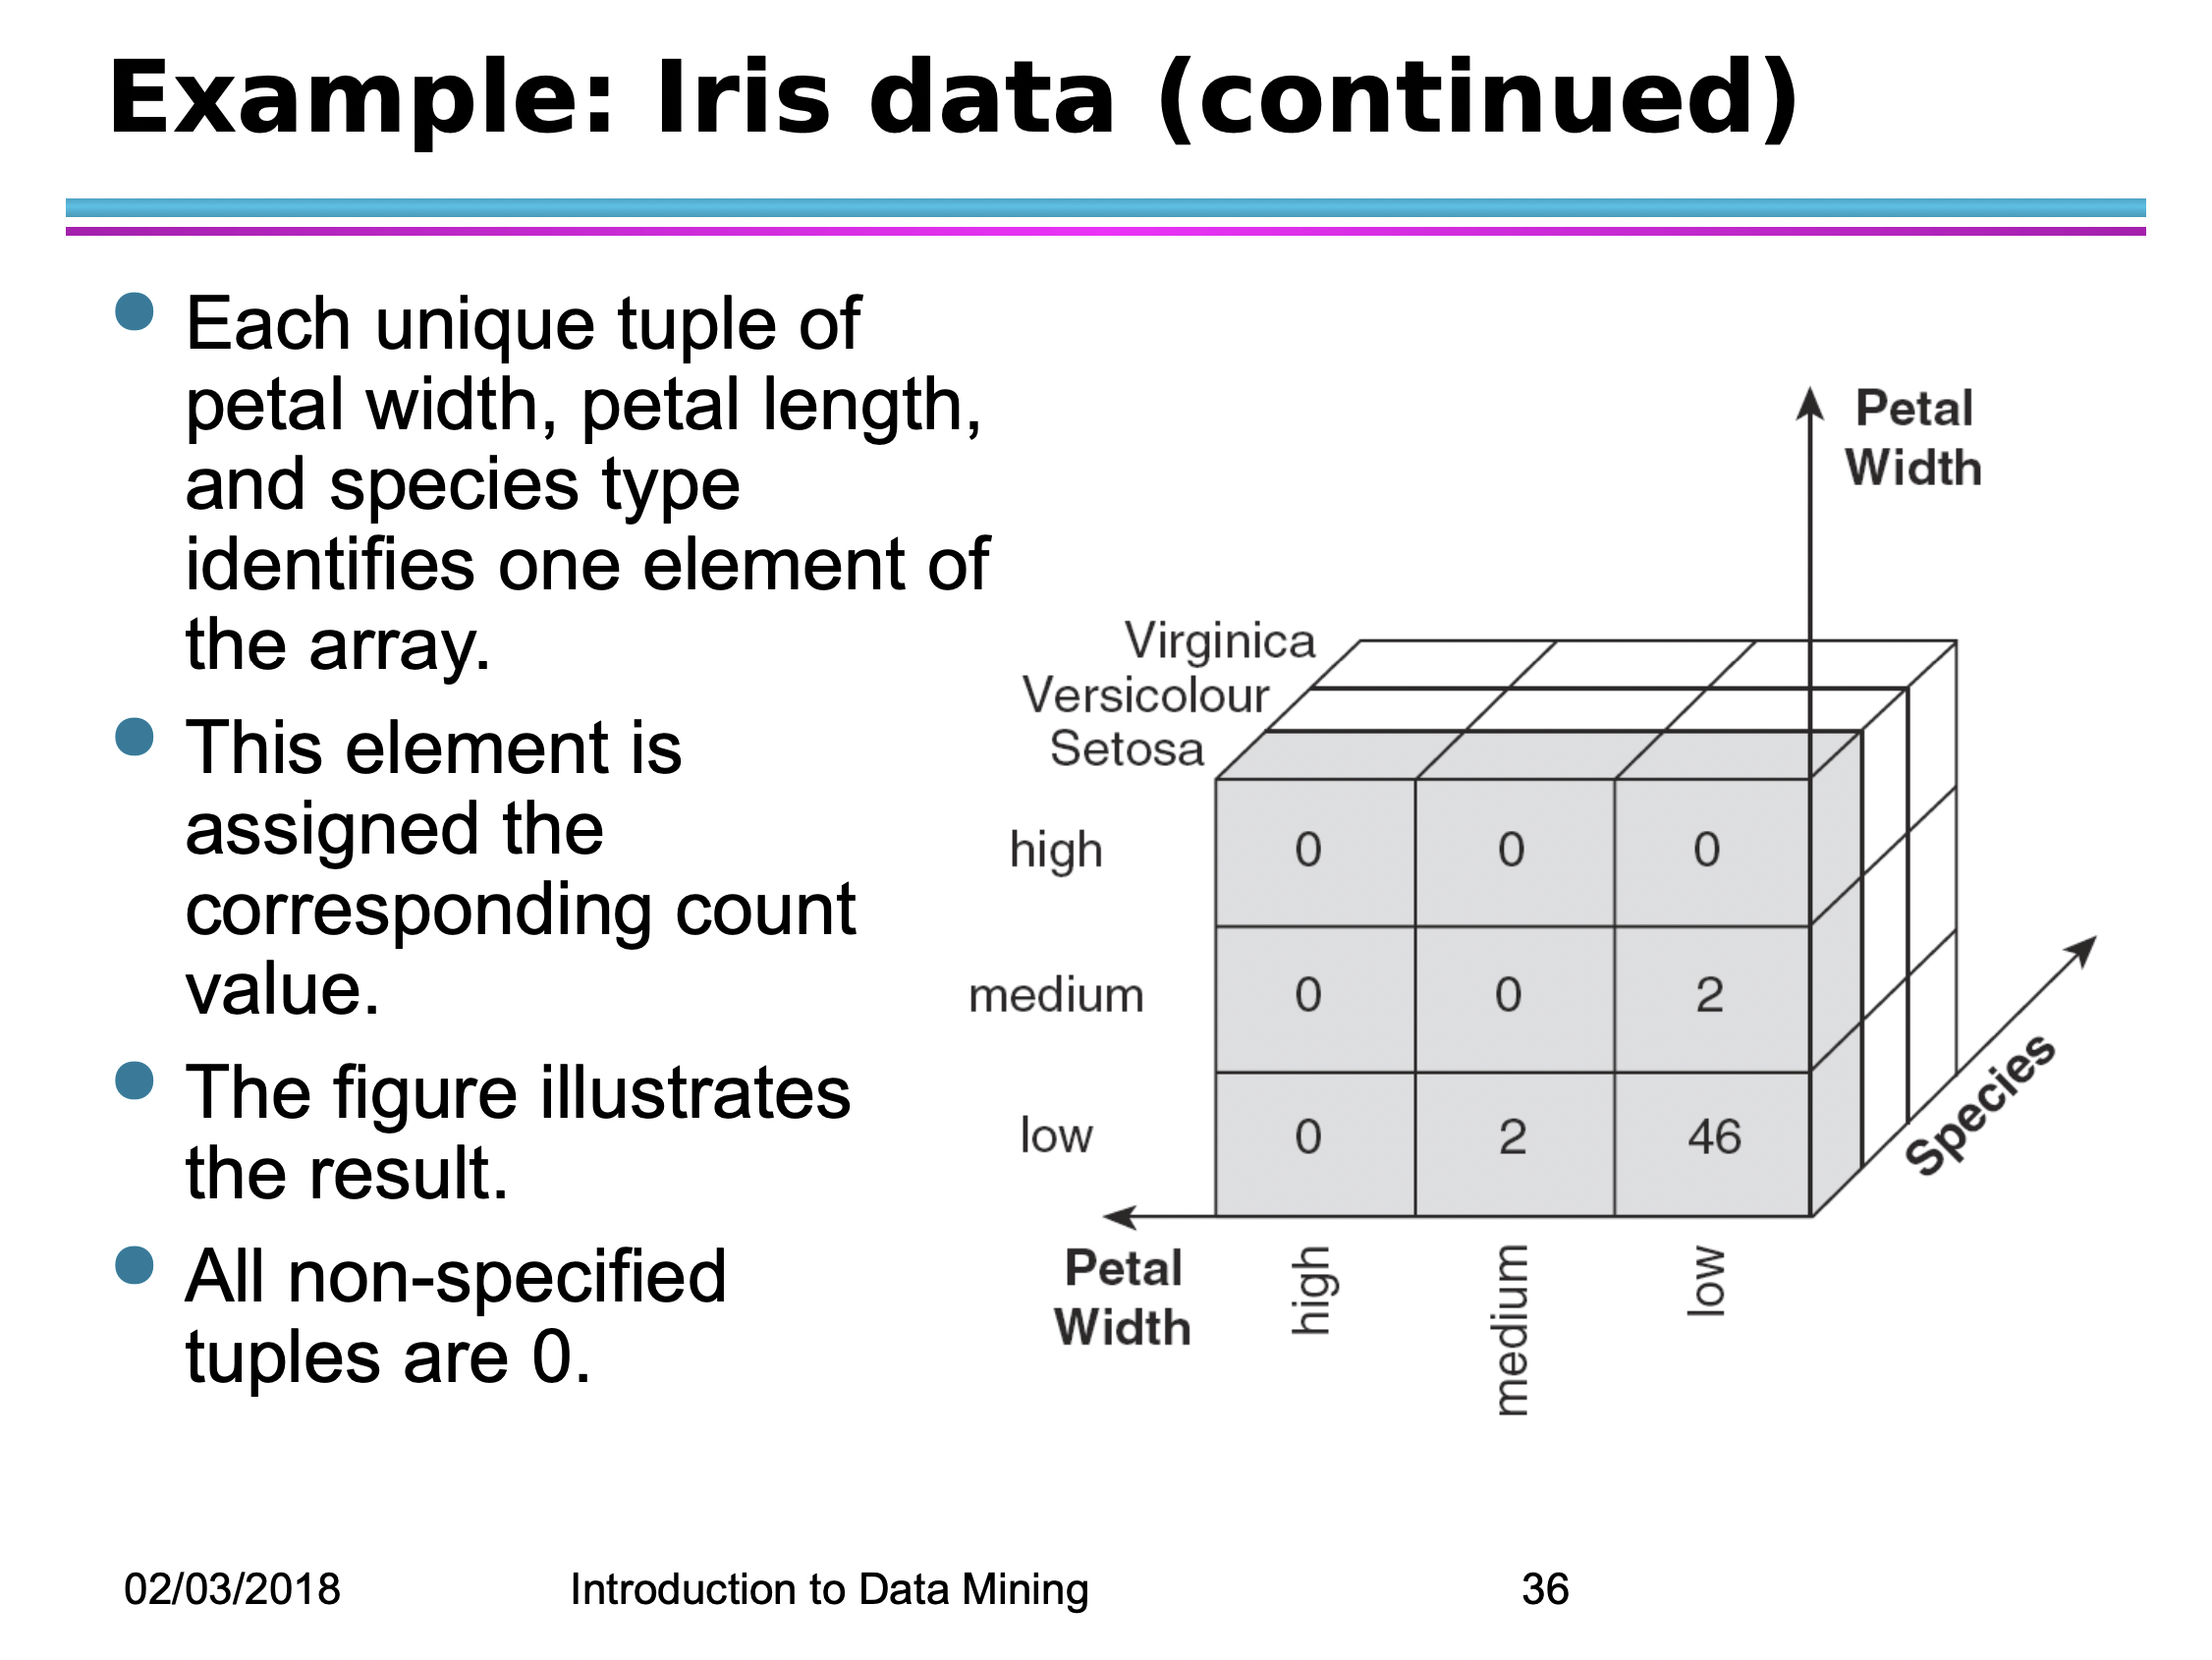 Example: Iris data (continued)
Each unique tuple of
petal width, petal length,
and species type
identifies one element of
the array.
This element is
assigned the
corresponding count
value.
The figure illustrates
the result.
All non-specified
tuples are 0.
Petal
Width
Virginica
Versicolour
Setosa
high 0 0 0
medium 0 0 2
low 0 2 46
Species
Petal
Width
high
medium
low
02/03/2018 Introduction to Data Mining 36